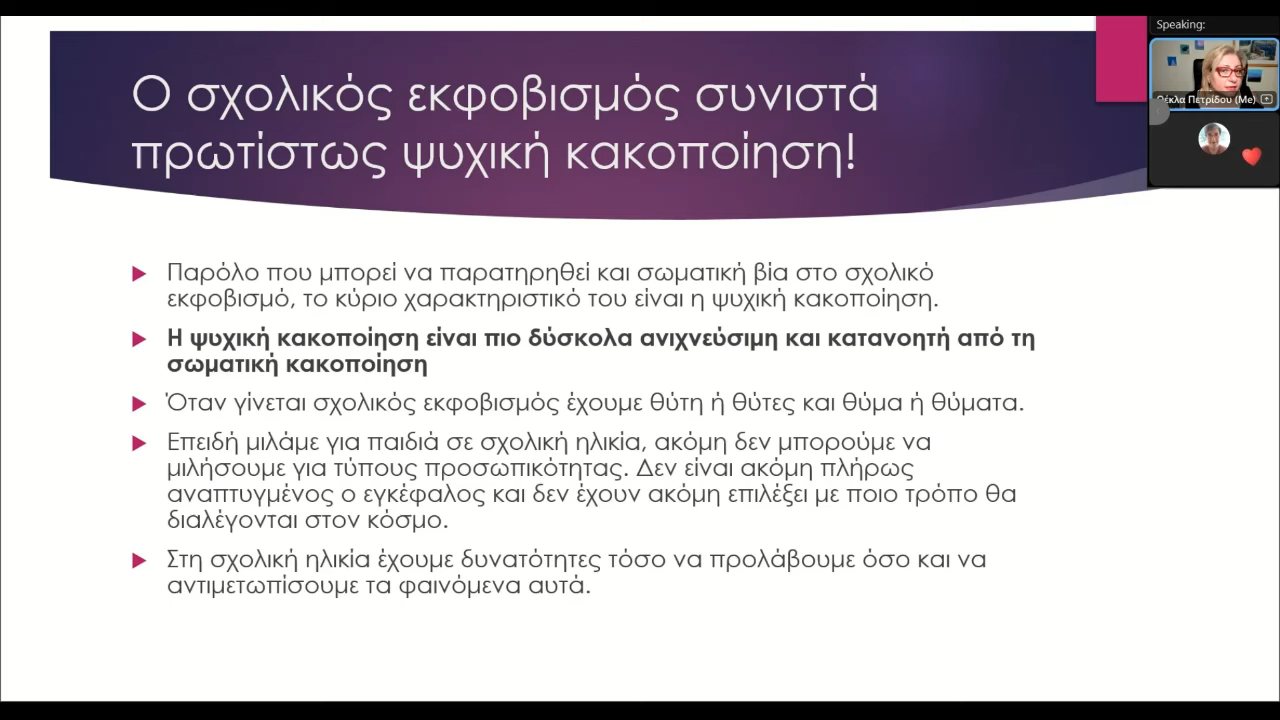 Speaking:
Θέκλα Πετρίδου (Me)
Ο σχολικός εκφοβισμός συνιστά
πρωτίστως ψυχική κακοποίηση!
Παρόλο που μπορεί να παρατηρηθεί και σωματική βία στο σχολικό
εκφοβισμό, το κύριο χαρακτηριστικό του είναι η ψυχική κακοποίηση.
Η ψυχική κακοποίηση είναι πιο δύσκολα ανιχνεύσιμη και κατανοητή από τη
σωματική κακοποίηση
Όταν γίνεται σχολικός εκφοβισμός έχουμε θύτη ή θύτες και θύμα ή θύματα.
Επειδή μιλάμε για παιδιά σε σχολική ηλικία, ακόμη δεν μπορούμε να
μιλήσουμε για τύπους προσωπικότητας. Δεν είναι ακόμη πλήρως
αναπτυγμένος ο εγκέφαλος και δεν έχουν ακόμη επιλέξει με ποιο τρόπο θα
διαλέγονται στον κόσμο.
Στη σχολική ηλικία έχουμε δυνατότητες τόσο να προλάβουμε όσο και να
αντιμετωπίσουμε τα φαινόμενα αυτά.